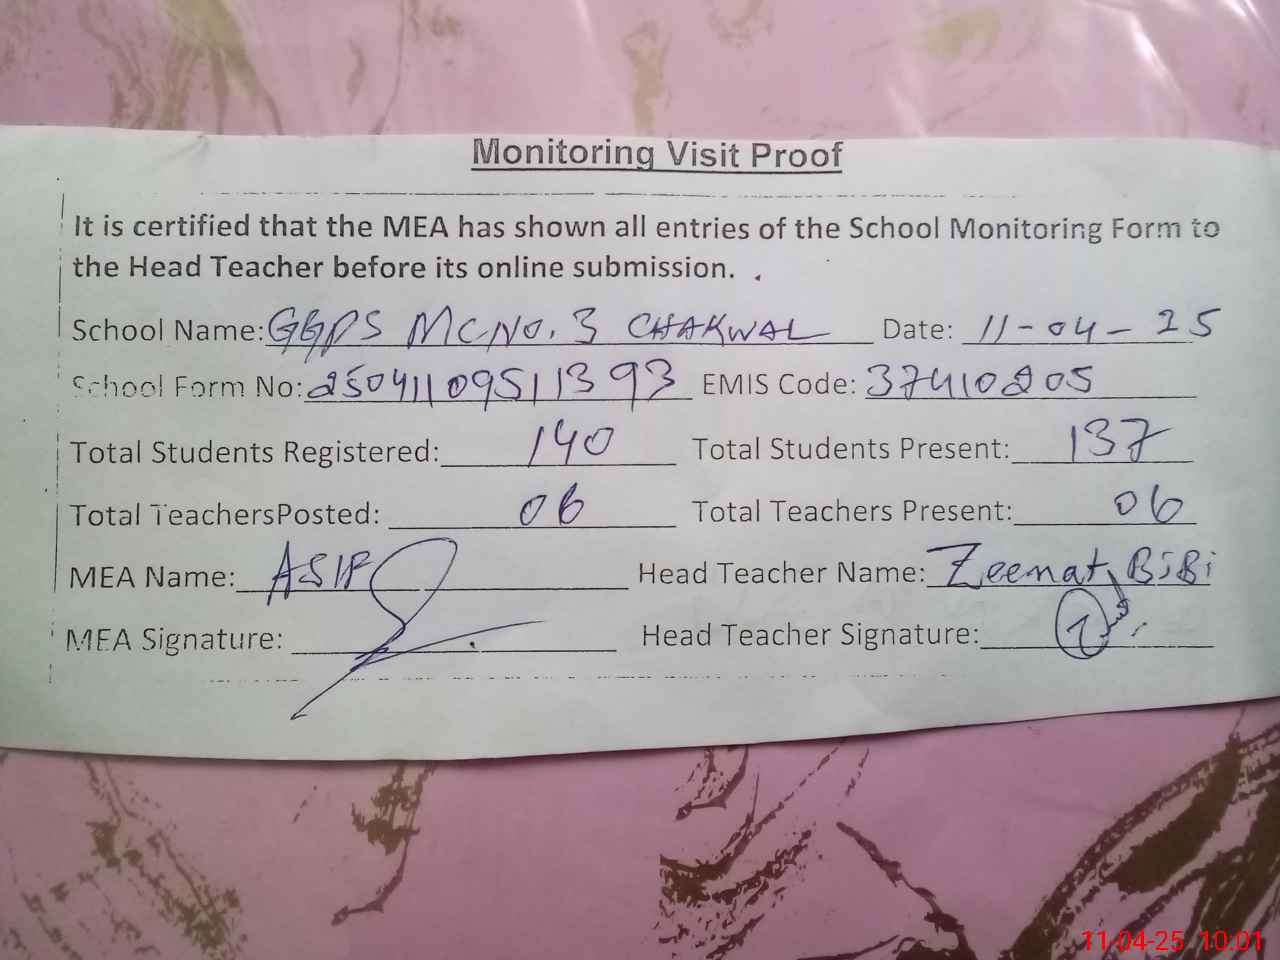 Monitoring Visit Proof
It is certified that the MEA has shown all entries of the School Monitoring Form to
the Head Teacher before its online submission.
School Name: GGPS MC NO. 3 CHAKWAL Date: 11-04-25
School Form No: 25041109511393 EMIS Code: 37410205
Total Students Registered: 140 Total Students Present: 137
Total TeachersPosted: 06 Total Teachers Present: 06
MEA Name: ASIF Head Teacher Name: Zeenat BiBi
MEA Signature: Head Teacher Signature:
11-04-25 10:01